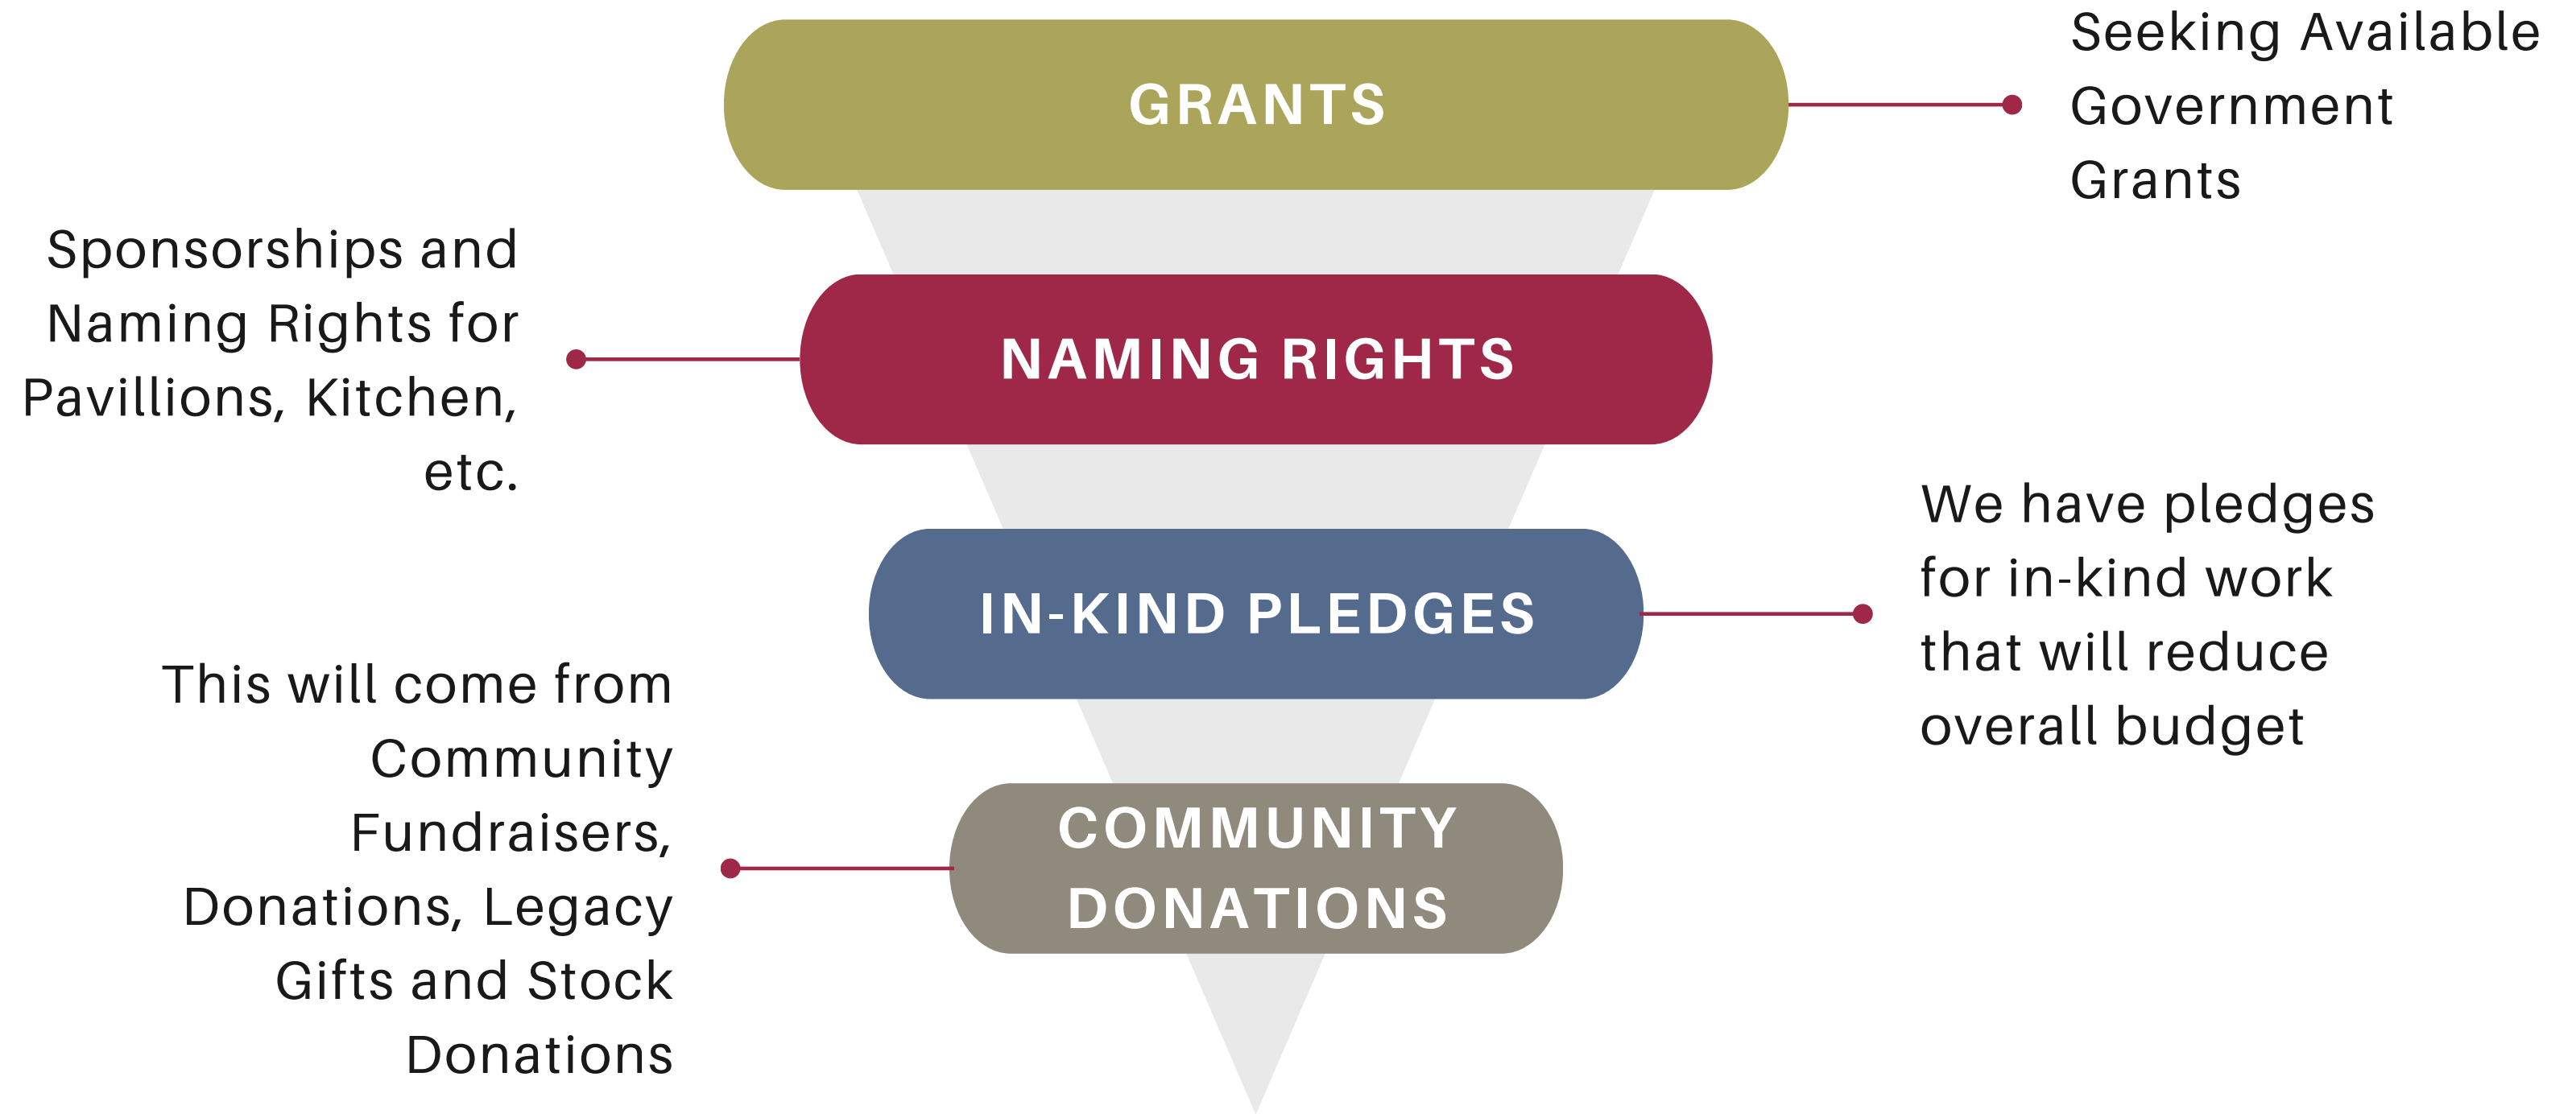 GRANTS
Seeking Available
Government
Grants
Sponsorships and
Naming Rights for
Pavillions, Kitchen,
etc.
NAMING RIGHTS
IN-KIND PLEDGES
We have pledges
for in-kind work
that will reduce
overall budget
This will come from
Community
Fundraisers,
Donations, Legacy
Gifts and Stock
Donations
COMMUNITY
DONATIONS